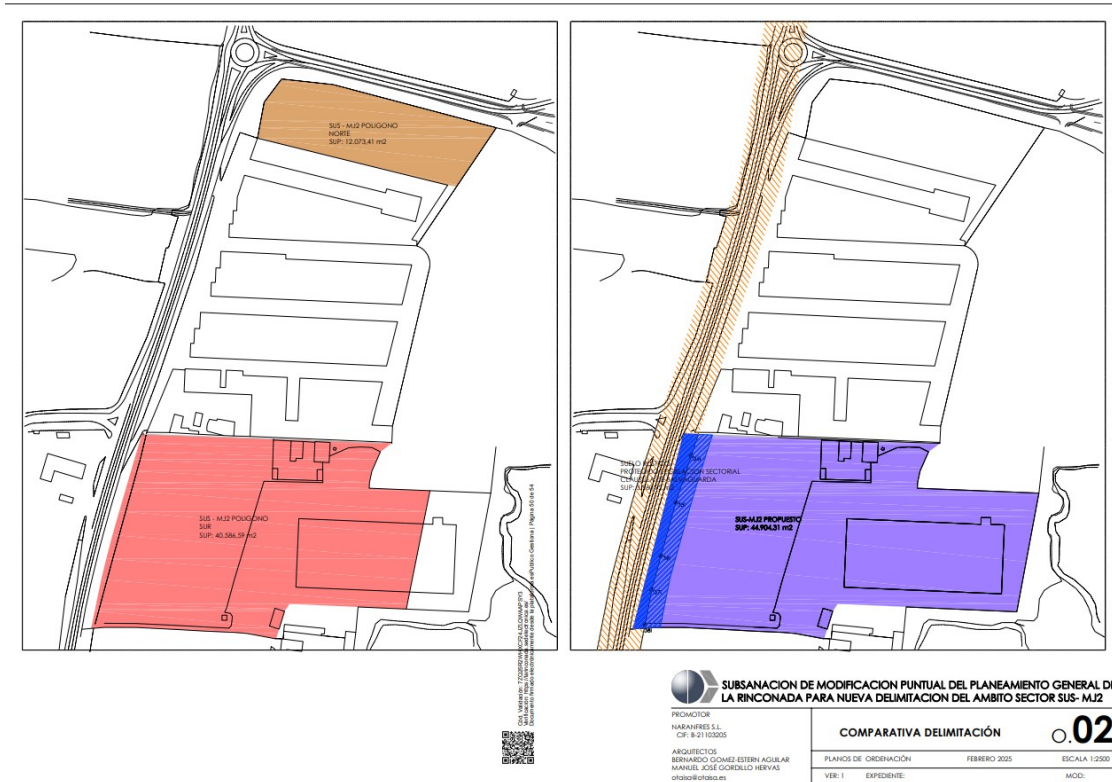 SUS - MJ2 POLIGONO
NORTE
SUP: 12.073,41 m2
SUS - MJ2 POLIGONO
SUR
SUP: 40.586,59 m2
SUS-MJ2 PROPUESTO
SUP: 44.904,31 m2
SUBSANACION DE MODIFICACION PUNTUAL DEL PLANEAMIENTO GENERAL DE
LA RINCONADA PARA NUEVA DELIMITACION DEL AMBITO SECTOR SUS- MJ2
PROMOTOR
NARANFRES S.L.
CIF: B-21103205
ARQUITECTOS
BERNARDO GOMEZ-ESTERN AGUILAR
MANUEL JOSÉ GORDILLO HERVAS
otaisa@otaisa.es
COMPARATIVA DELIMITACIÓN
O.02
PLANOS DE ORDENACIÓN FEBRERO 2025 ESCALA 1:2500
VER: 1 EXPEDIENTE: MOD: